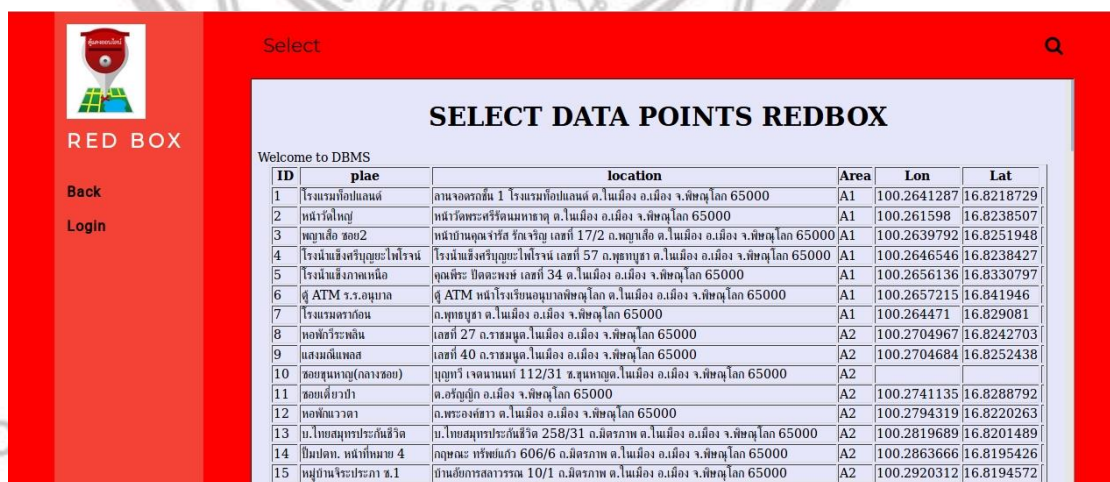 ตู้แดงออนไลน์
RED BOX
Back
Login
Select
SELECT DATA POINTS REDBOX
Welcome to DBMS
ID plae location Area Lon Lat
1 โรงแรมท็อปแลนด์ ลานจอดรถชั้น 1 โรงแรมท็อปแลนด์ ต.ในเมือง อ.เมือง จ.พิษณุโลก 65000 A1 100.2641287 16.8218729
2 หน้าวัดใหญ่ หน้าวัดพระศรีรัตนมหาธาตุ ต.ในเมือง อ.เมือง จ.พิษณุโลก 65000 A1 100.261598 16.8238507
3 พญาเสือ ซอย2 หน้าบ้านคุณจำรัส รักเจริญ เลขที่ 17/2 ถ.พญาเสือ ต.ในเมือง อ.เมือง จ.พิษณุโลก 65000 A1 100.2639792 16.8251948
4 โรงน้ำแข็งศรีบุญยะไพโรจน์ โรงน้ำแข็งศรีบุญยะไพโรจน์ เลขที่ 57 ถ.พุธทบูชา ต.ในเมือง อ.เมือง จ.พิษณุโลก 65000 A1 100.2646546 16.8238427
5 โรงน้ำแข็งภาคเหนือ คุณพีระ ปัตตะพงษ์ เลขที่ 34 ต.ในเมือง อ.เมือง จ.พิษณุโลก 65000 A1 100.2656136 16.8330797
6 ตู้ ATM ร.ร.อนุบาล ตู้ ATM หน้าโรงเรียนอนุบาลพิษณุโลก ต.ในเมือง อ.เมือง จ.พิษณุโลก 65000 A1 100.2657215 16.841946
7 โรงแรมดราก้อน ถ.พุทธบูชา ต.ในเมือง อ.เมือง จ.พิษณุโลก 65000 A1 100.264471 16.829081
8 หอพักวีระพลิน เลขที่ 27 ถ.ราชมนูต.ในเมือง อ.เมือง จ.พิษณุโลก 65000 A2 100.2704967 16.8242703
9 แสงมณีแพลส เลขที่ 40 ถ.ราชมนูต.ในเมือง อ.เมือง จ.พิษณุโลก 65000 A2 100.2704684 16.8252438
10 ซอยขุนหาญ(กลางซอย) บุญทวี เจตนานนท์ 112/31 ซ.ขุนหาญต.ในเมือง อ.เมือง จ.พิษณุโลก 65000 A2
11 ซอยเตี๋ยวป่า ต.อรัญญิก อ.เมือง จ.พิษณุโลก 65000 A2 100.2741135 16.8288792
12 หอพักแววตา ถ.พระองค์ขาว ต.ในเมือง อ.เมือง จ.พิษณุโลก 65000 A2 100.2794319 16.8220263
13 บ.ไทยสมุทรประกันชีวิต บ.ไทยสมุทรประกันชีวิต 258/31 ถ.มิตรภาพ ต.ในเมือง อ.เมือง จ.พิษณุโลก 65000 A2 100.2819689 16.8201489
14 ปั๊มปตท. หน้าที่หมาย 4 กฤษณะ ทรัพย์แก้ว 606/6 ถ.มิตรภาพ ต.ในเมือง อ.เมือง จ.พิษณุโลก 65000 A2 100.2863666 16.8195426
15 หมู่บ้านจิระประภา ซ.1 บ้านอัยการสถาวรรณ 10/1 ถ.มิตรภาพ ต.ในเมือง อ.เมือง จ.พิษณุโลก 65000 A2 100.2920312 16.8194572